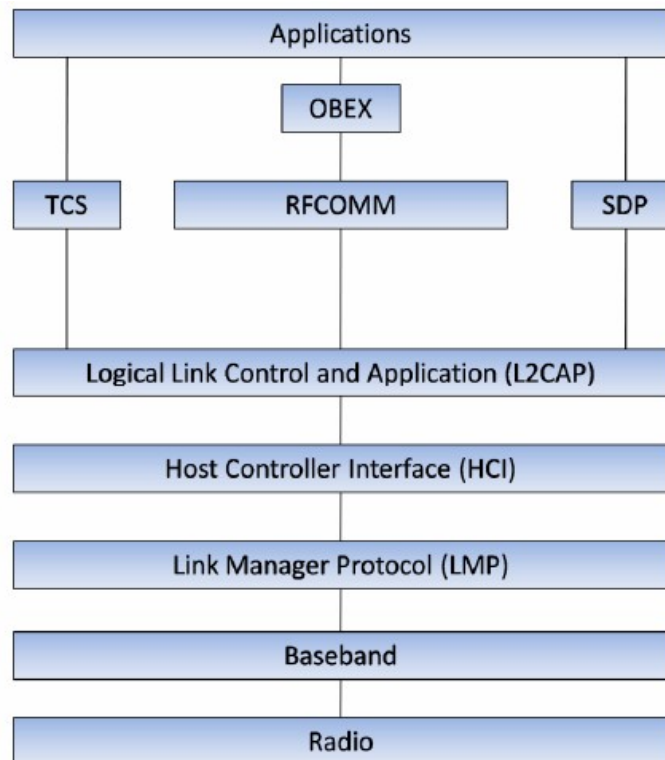 Applications
OBEX
TCS
RFCOMM
SDP
Logical Link Control and Application (L2CAP)
Host Controller Interface (HCI)
Link Manager Protocol (LMP)
Baseband
Radio